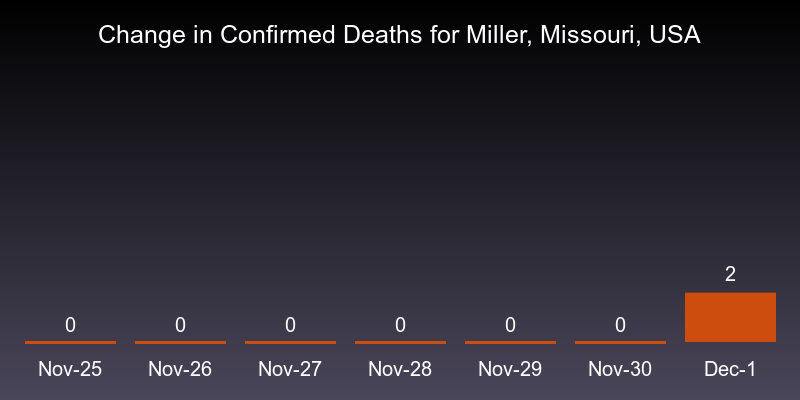 Change in Confirmed Deaths for Miller, Missouri, USA
2
0 0 0 0 0 0
Nov-25 Nov-26 Nov-27 Nov-28 Nov-29 Nov-30 Dec-1